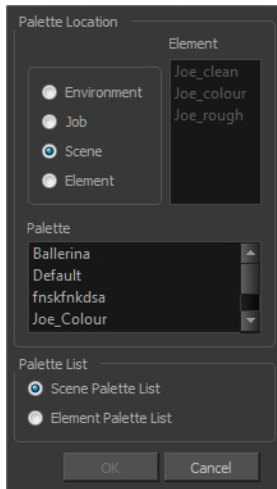 Palette Location
Element
Joe_clean
Joe_colour
Joe_rough
Environment
Job
Scene
Element
Palette
Ballerina
Default
fnskfnkdsa
Joe_Colour
Palette List
Scene Palette List
Element Palette List
OK
Cancel